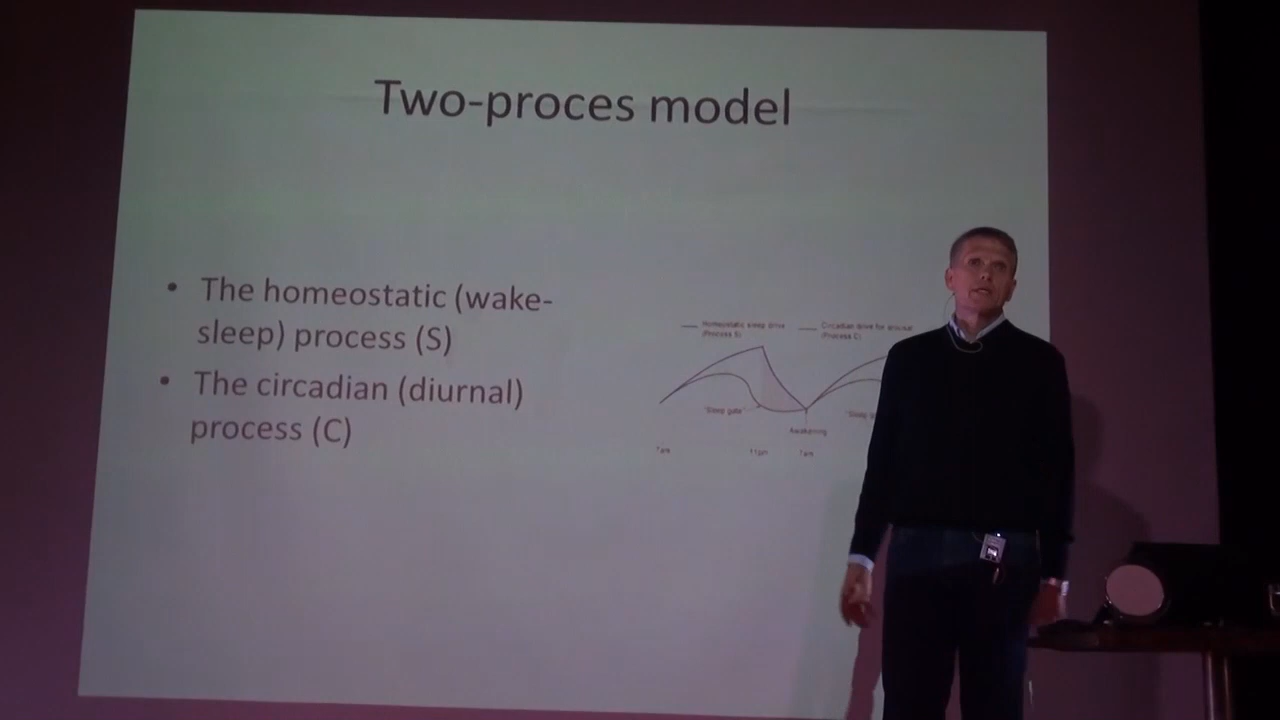 Two-proces model
• The homeostatic (wake-
sleep) process (S)
• The circadian (diurnal)
process (C)
Homeostatic sleep drive
(Process S)
Circadian drive for arousal
(Process C)
"Sleep gate"
"Sleep
Awakening
7am
11pm
7am